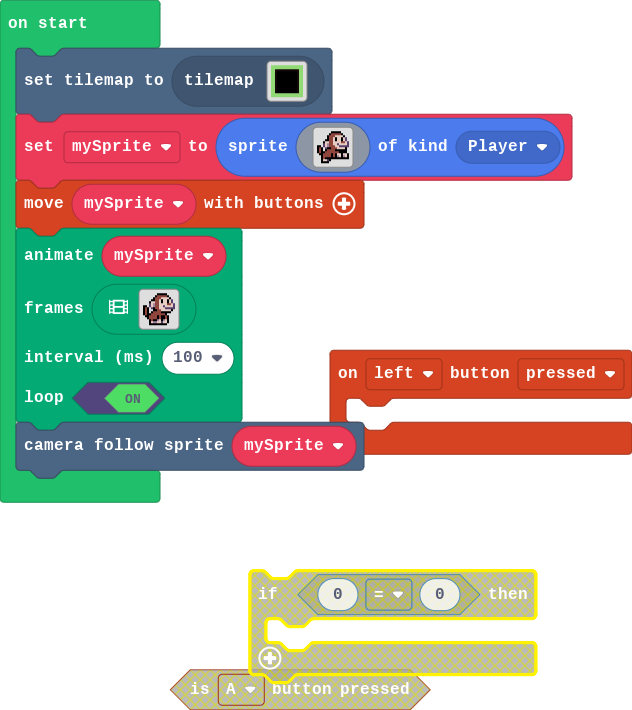 on start
set tilemap to tilemap
set mySprite to sprite of kind Player
move mySprite with buttons
animate mySprite
frames
interval (ms) 100
loop ON
camera follow sprite mySprite
on left button pressed
if 0 = 0 then
is A button pressed